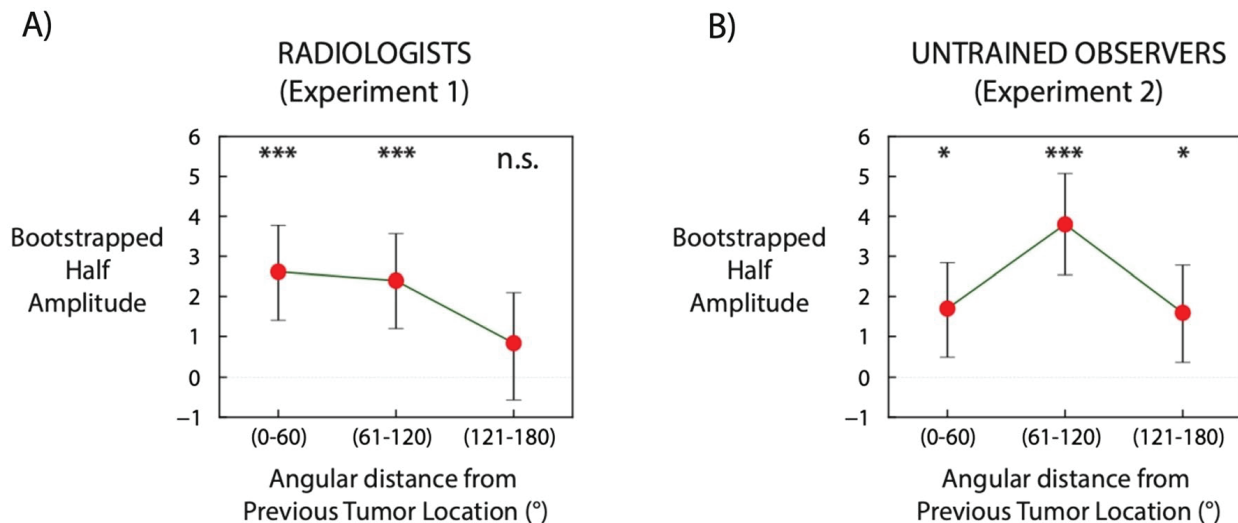 A)
RADIOLOGISTS
(Experiment 1)
6
5
4
3
2
1
0
−1
*** *** n.s.
Bootstrapped
Half
Amplitude
(0-60) (61-120) (121-180)
Angular distance from
Previous Tumor Location (°)
B)
UNTRAINED OBSERVERS
(Experiment 2)
6
5
4
3
2
1
0
−1
* *** *
Bootstrapped
Half
Amplitude
(0-60) (61-120) (121-180)
Angular distance from
Previous Tumor Location (°)